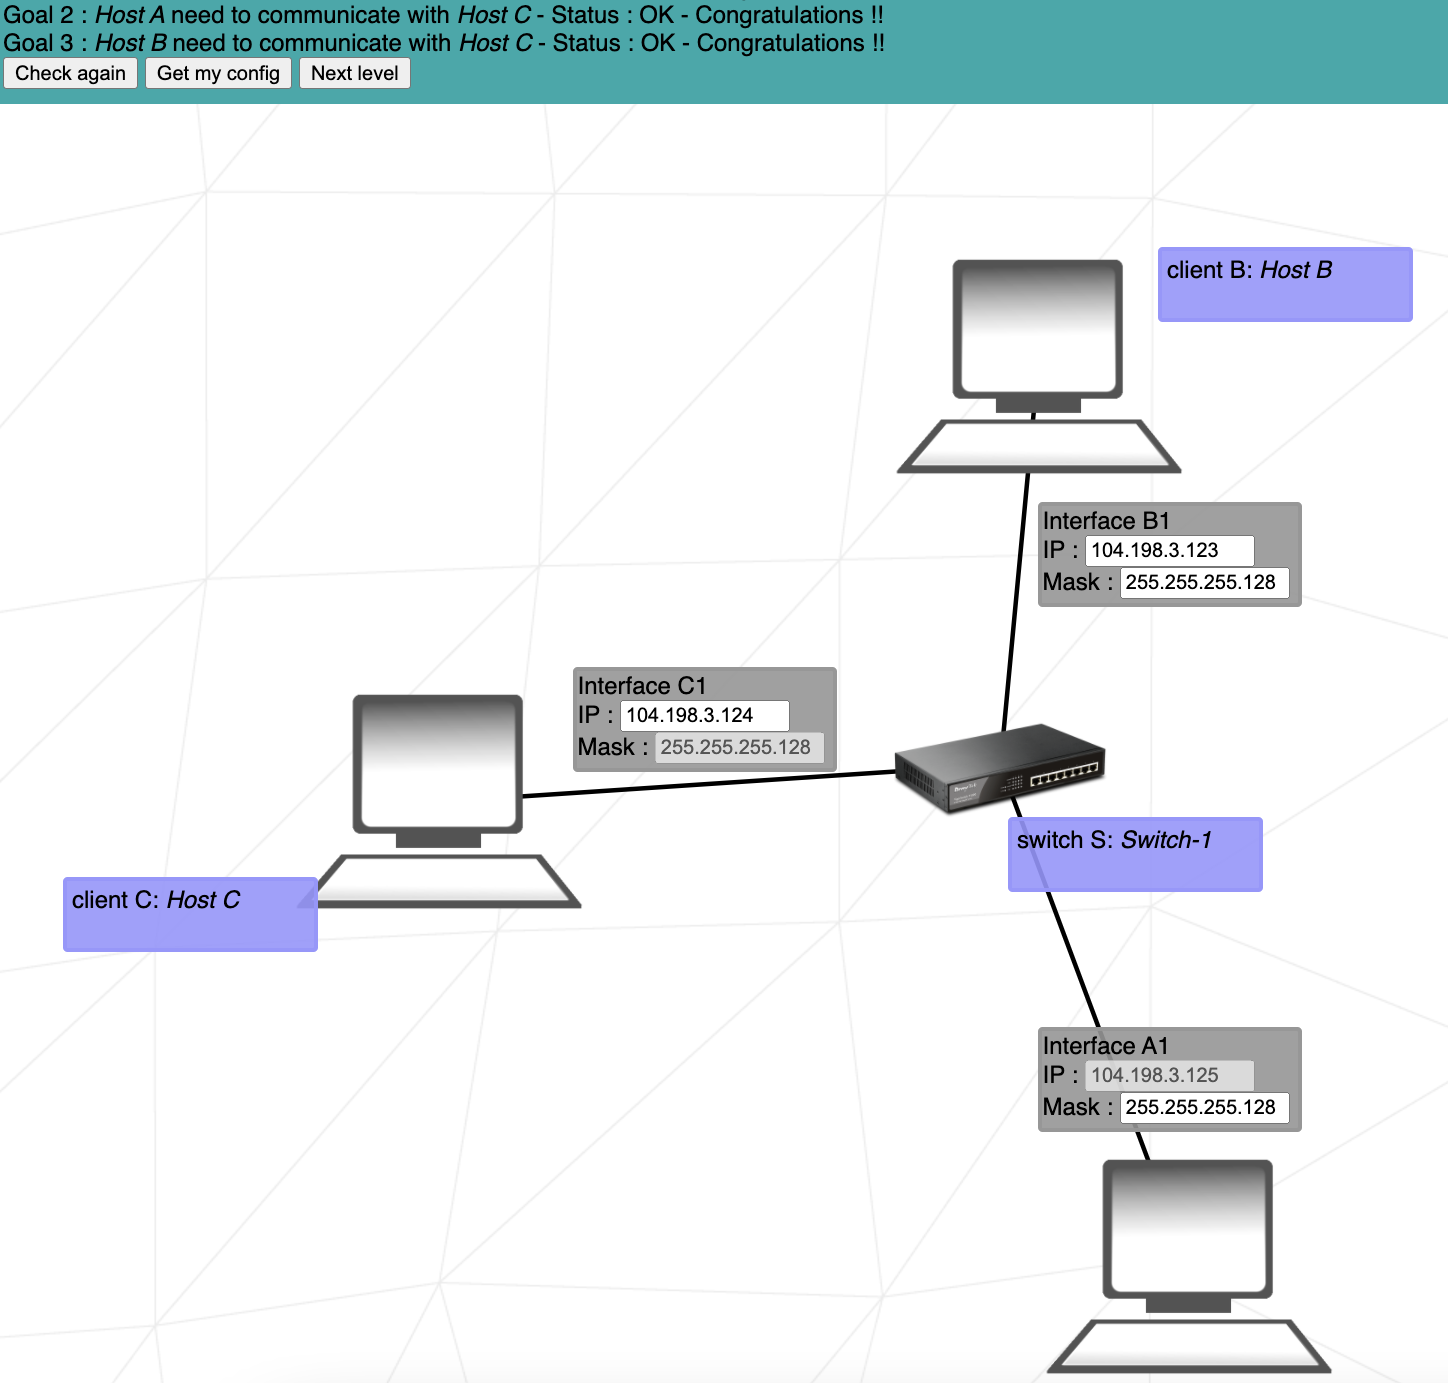 Goal 2 : Host A need to communicate with Host C - Status : OK - Congratulations !!
Goal 3 : Host B need to communicate with Host C - Status : OK - Congratulations !!
Check again
Get my config
Next level
client B: Host B
Interface B1
IP : 104.198.3.123
Mask : 255.255.255.128
Interface C1
IP : 104.198.3.124
Mask : 255.255.255.128
switch S: Switch-1
client C: Host C
Interface A1
IP : 104.198.3.125
Mask : 255.255.255.128